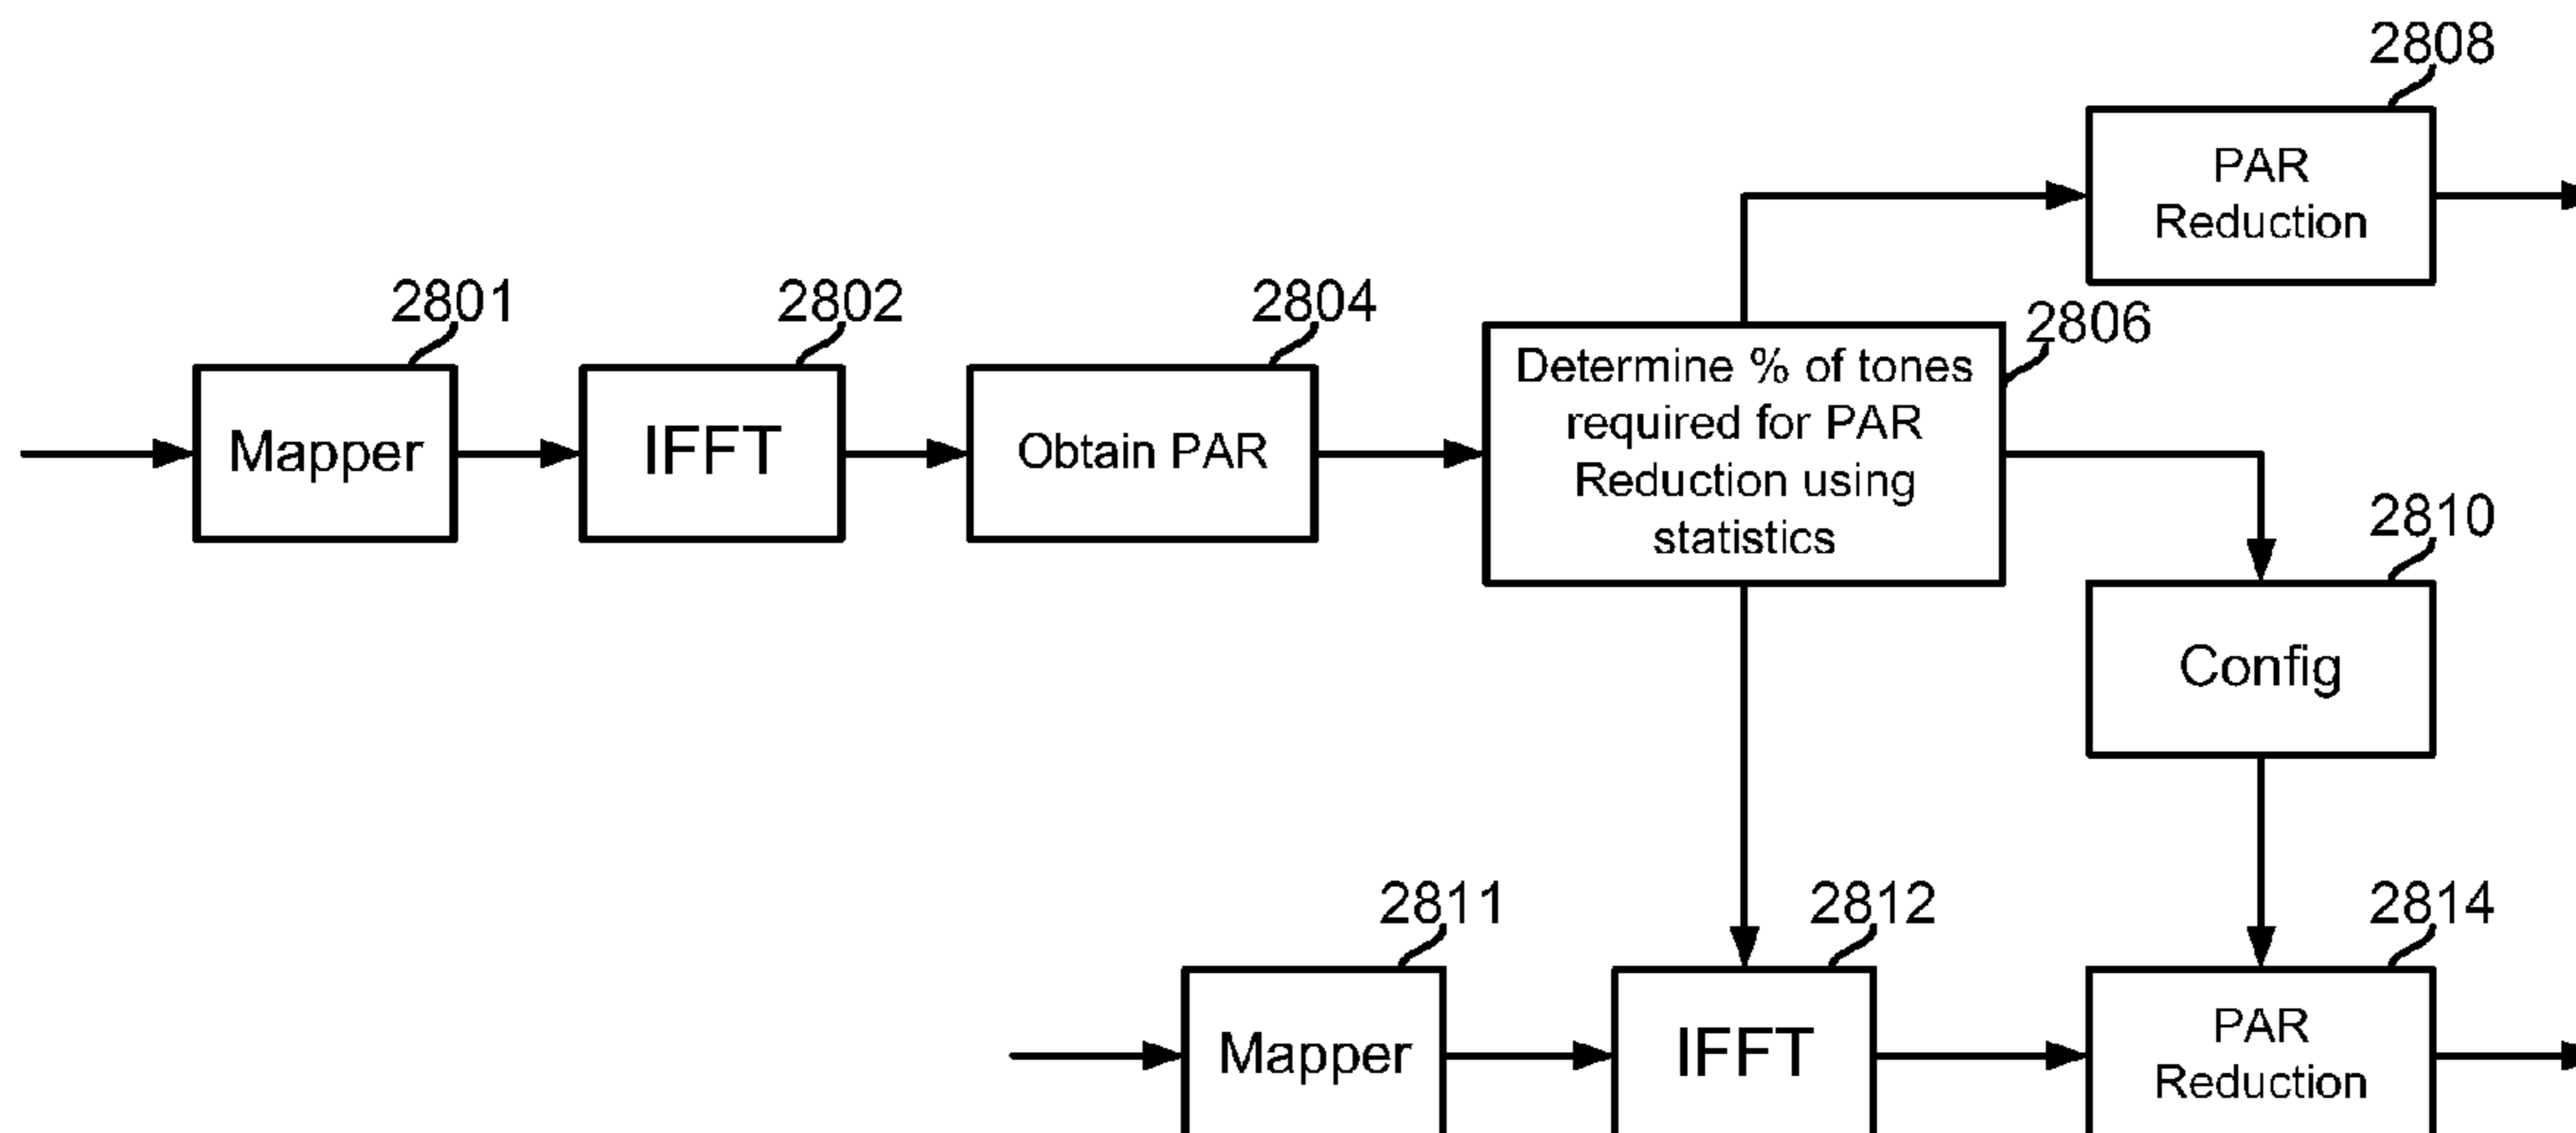 2808
PAR
Reduction
2801
2802
2804
2806
Mapper
IFFT
Obtain PAR
Determine % of tones
required for PAR
Reduction using
statistics
2810
Config
2811
2812
2814
Mapper
IFFT
PAR
Reduction